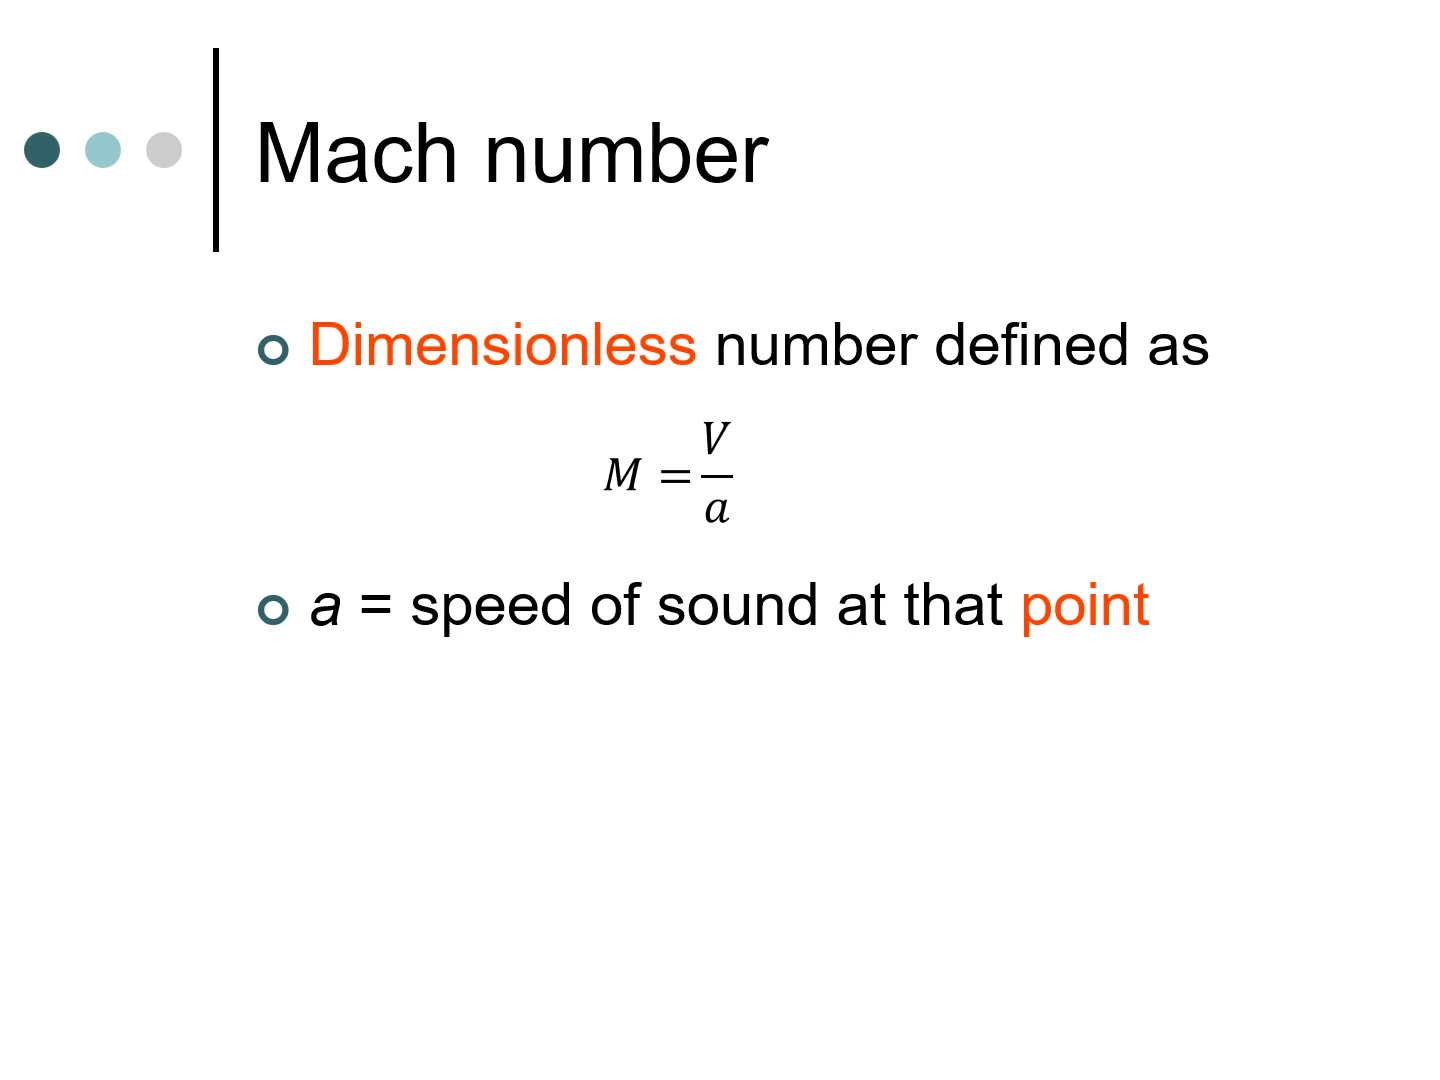 Mach number
Dimensionless number defined as
M = V/a
a = speed of sound at that point